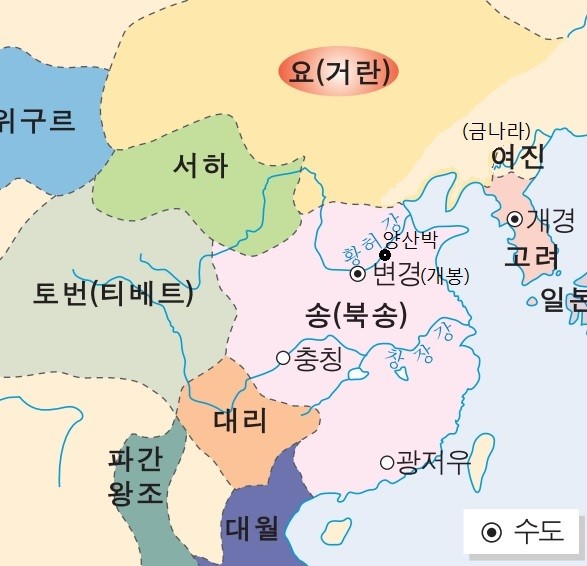 요(거란)
위구르
(금나라)
여진
서하
개경
황허강
양산박
고려
변경(개봉)
토번(티베트)
일본
송(북송)
창장강
충칭
대리
파간
왕조
광저우
대월
수도